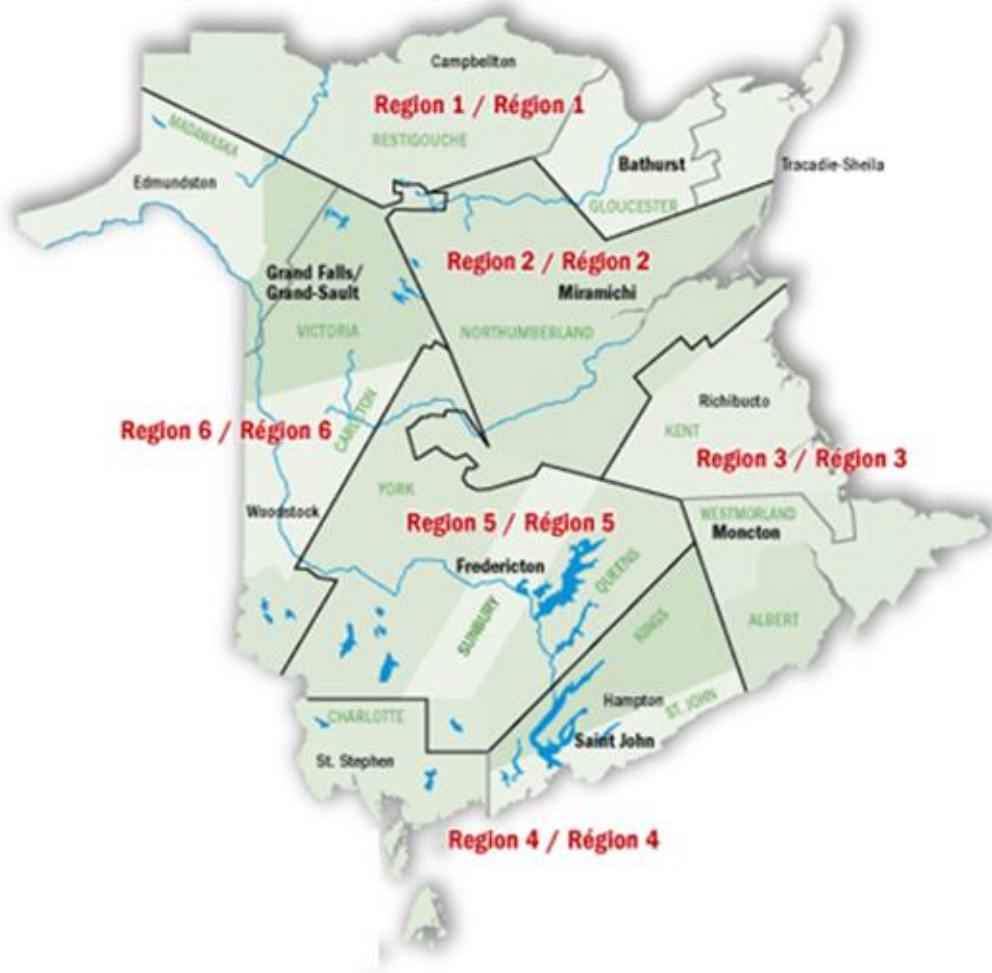 Campbellton
Region 1 / Région 1
RESTIGOUCHE
MADAWASKA
Bathurst
Tracadie-Sheila
Edmundston
GLOUCESTER
Region 2 / Région 2
Grand Falls/
Grand-Sault
Miramichi
VICTORIA
NORTHUMBERLAND
Richibucto
CARLETON
Region 6 / Région 6
KENT
Region 3 / Région 3
YORK
Woodstock
Region 5 / Région 5
WESTMORLAND
Moncton
Fredericton
QUEENS
SUNBURY
KINGS
ALBERT
Hampton
ST. JOHN
CHARLOTTE
Saint John
St. Stephen
Region 4 / Région 4